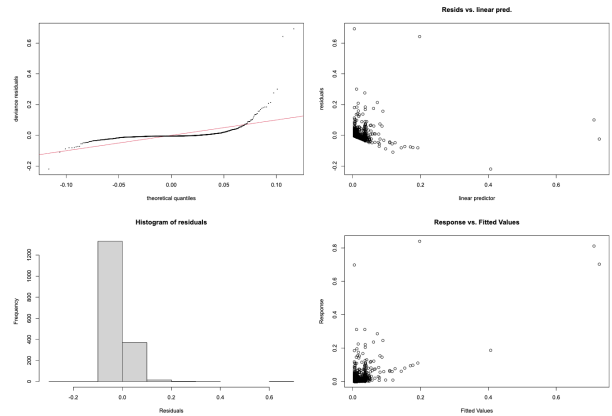 Resids vs. linear pred.
deviance residuals
-0.2 0.0 0.2 0.4 0.6
-0.10 -0.05 0.00 0.05 0.10
theoretical quantiles
residuals
-0.2 0.0 0.2 0.4 0.6
0.0 0.2 0.4 0.6
linear predictor
Histogram of residuals
Frequency
0 200 400 600 800 1000 1200
-0.2 0.0 0.2 0.4 0.6
Residuals
Response vs. Fitted Values
Response
0.0 0.2 0.4 0.6 0.8
0.0 0.2 0.4 0.6
Fitted Values